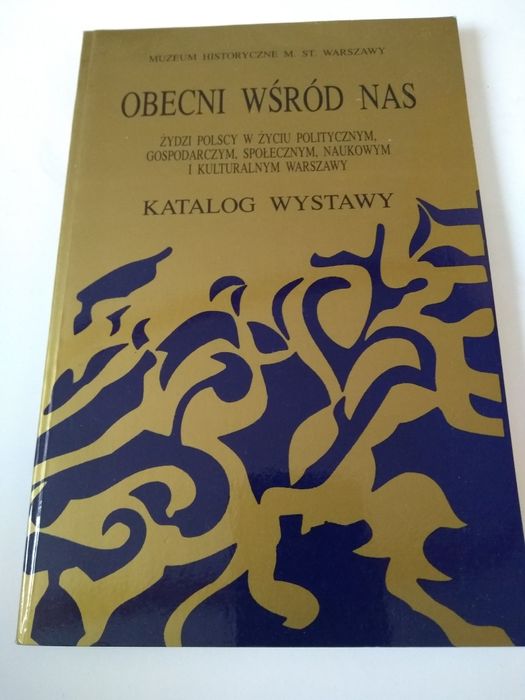 MUZEUM HISTORYCZNE M. ST. WARSZAWY
OBECNI WŚRÓD NAS
ŻYDZI POLSCY W ŻYCIU POLITYCZNYM,
GOSPODARCZYM, SPOŁECZNYM, NAUKOWYM
I KULTURALNYM WARSZAWY
KATALOG WYSTAWY